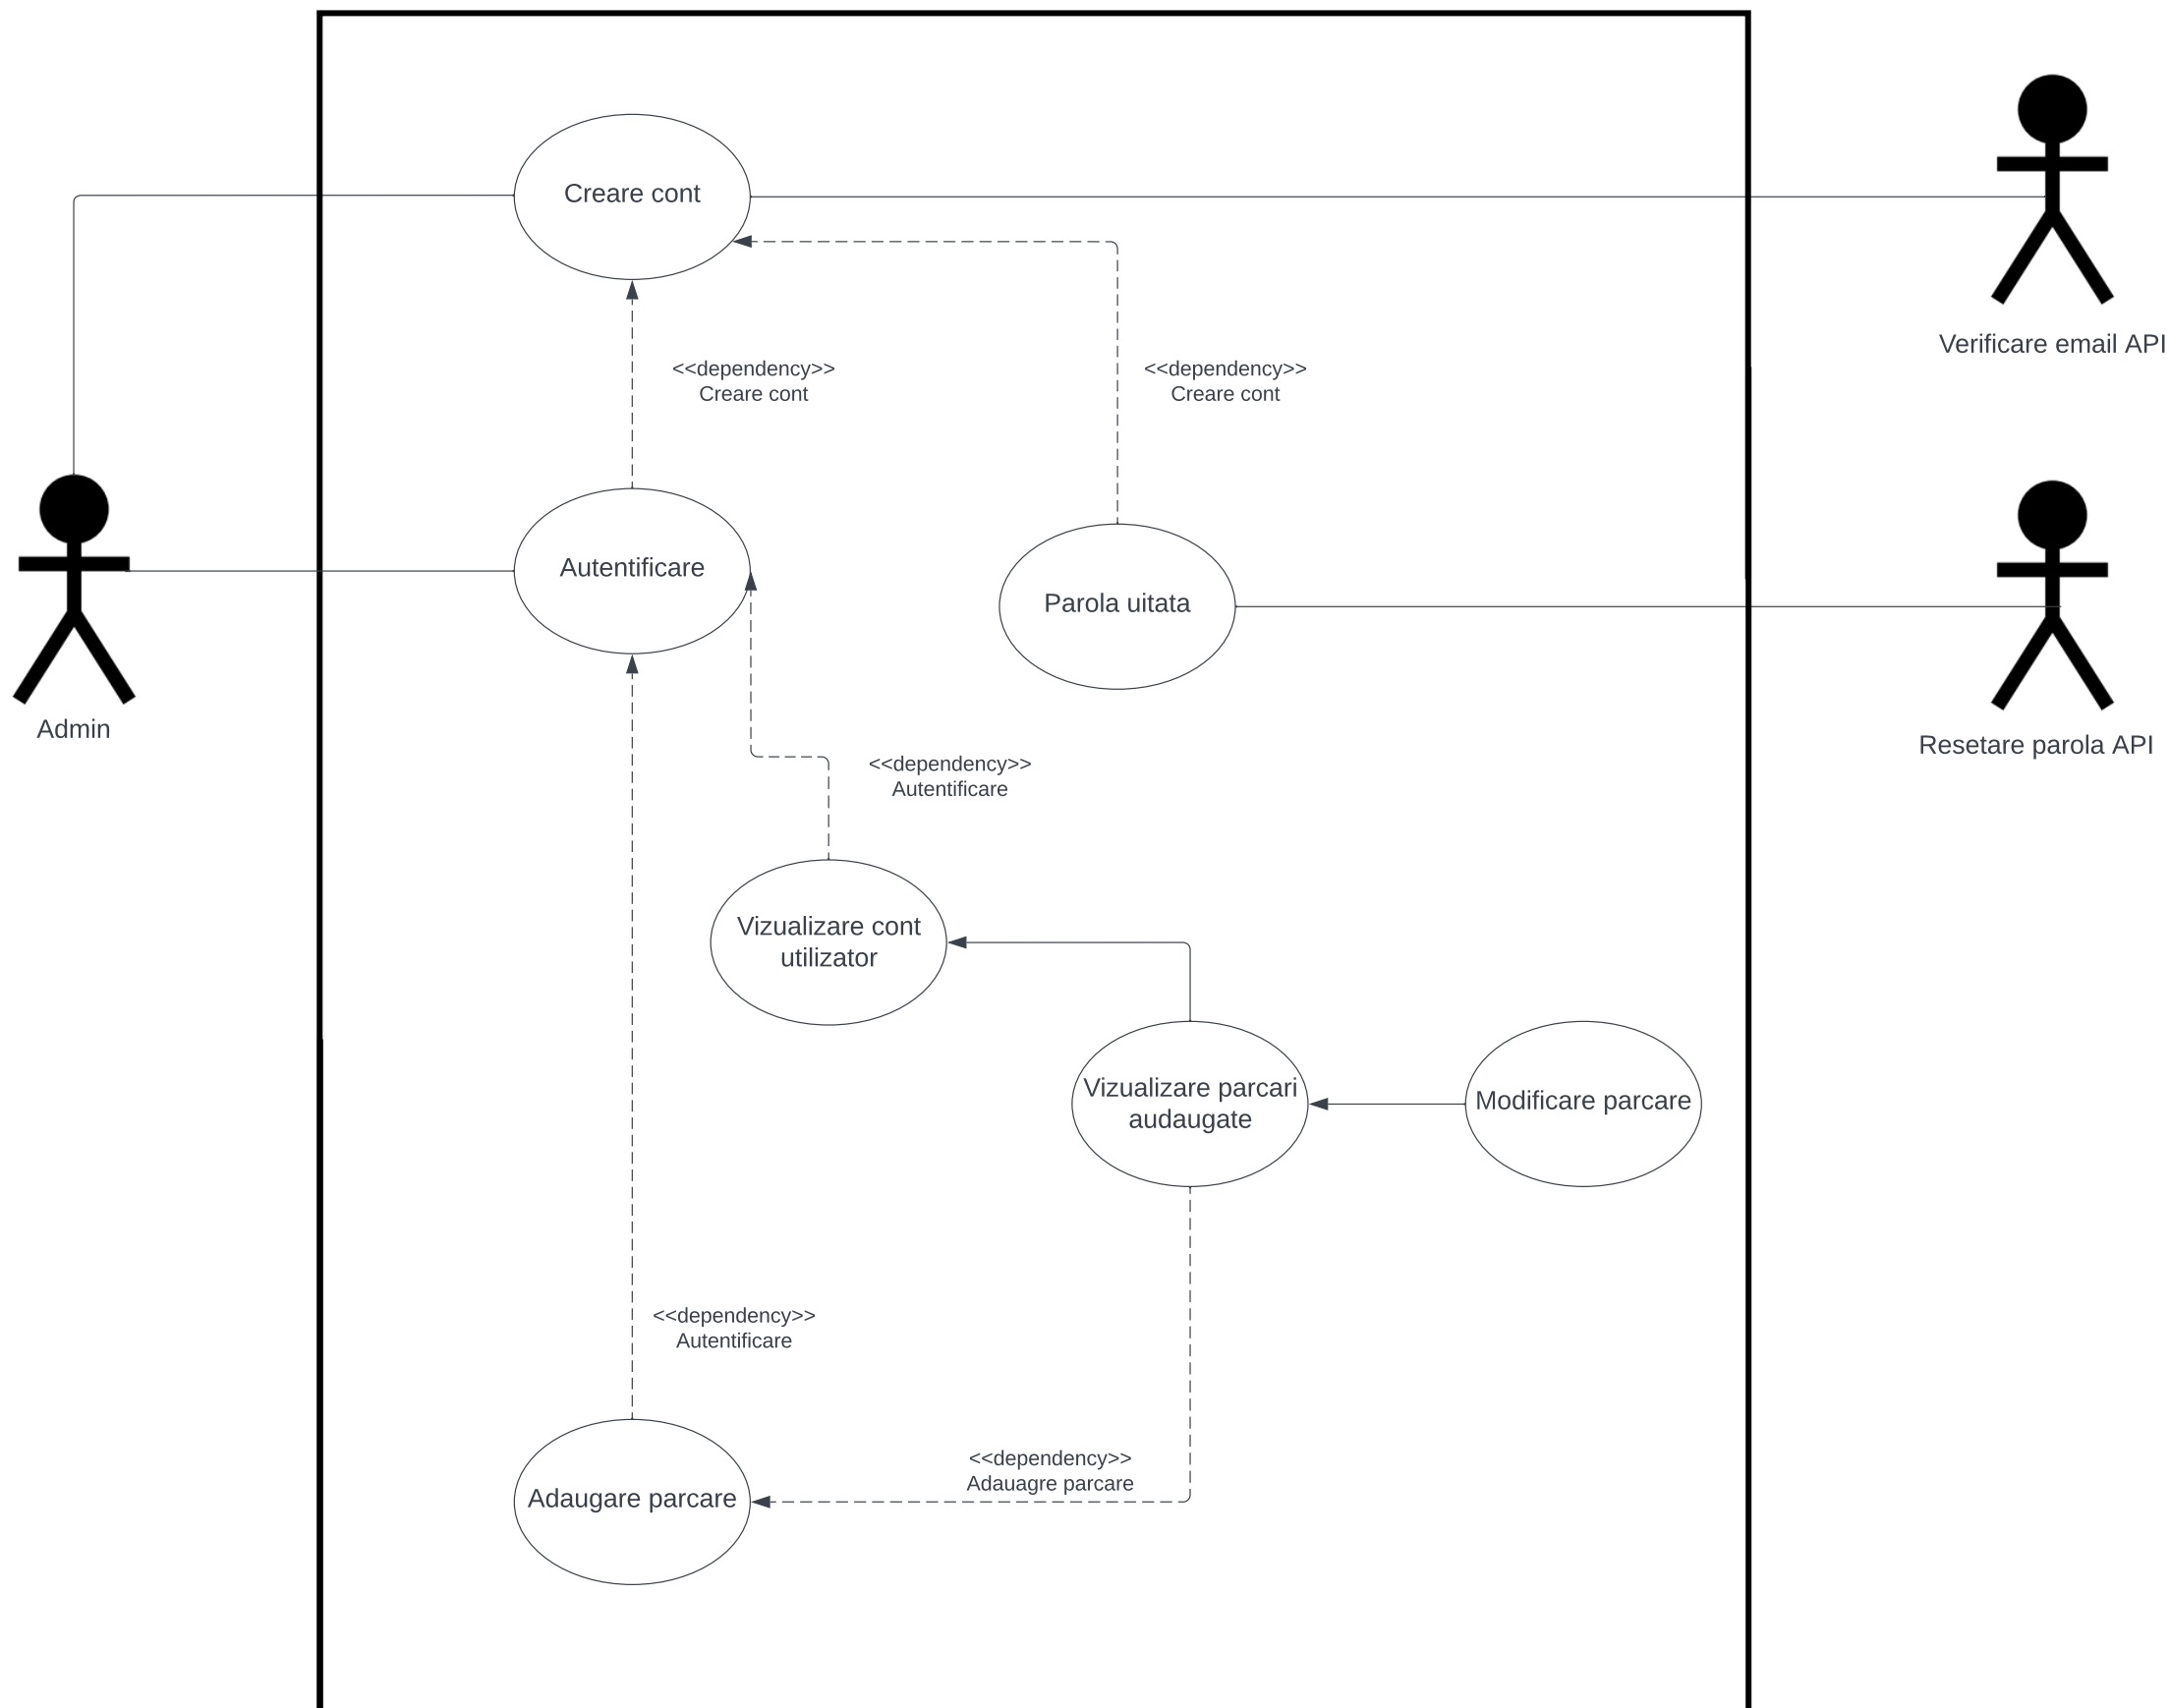 Creare cont
Verificare email API
<<dependency>>
Creare cont
<<dependency>>
Creare cont
Autentificare
Parola uitata
Admin
Resetare parola API
<<dependency>>
Autentificare
Vizualizare cont
utilizator
Vizualizare parcari
audaugate
Modificare parcare
<<dependency>>
Autentificare
<<dependency>>
Adauagre parcare
Adaugare parcare